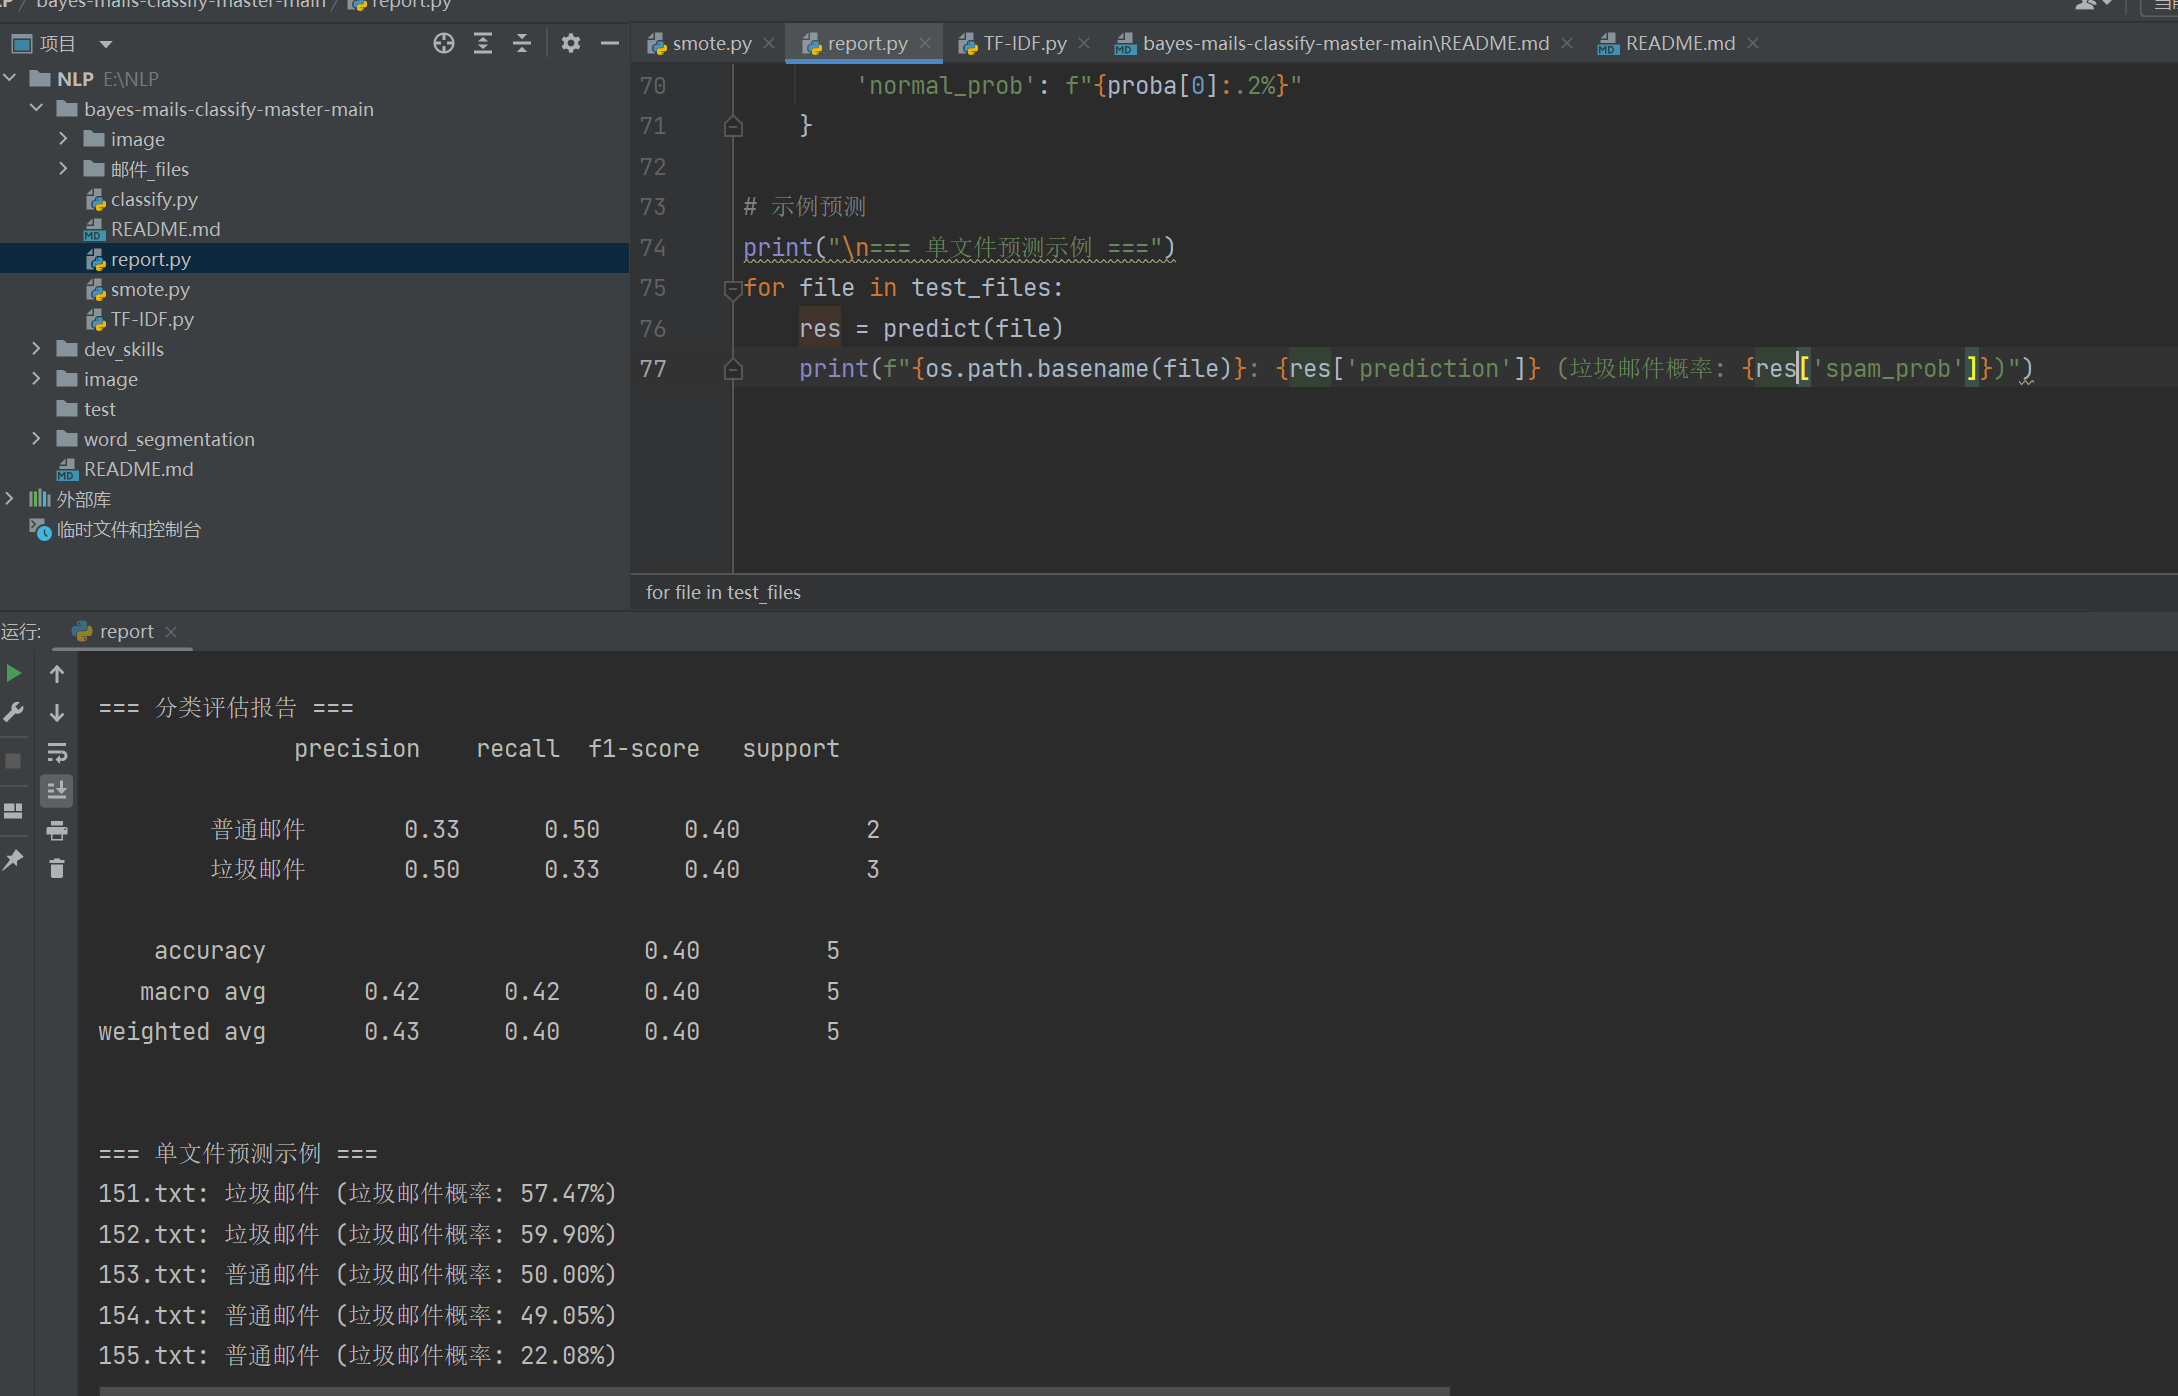 bayes-mails-classify-master-main / report.py
项目
smote.py
report.py
TF-IDF.py
bayes-mails-classify-master-main\README.md
README.md
NLP E:\NLP
bayes-mails-classify-master-main
image
邮件_files
classify.py
README.md
report.py
smote.py
TF-IDF.py
dev_skills
image
test
word_segmentation
README.md
外部库
临时文件和控制台
70 'normal_prob': f"{proba[0]:.2%}"
71 }
72
73 # 示例预测
74 print("\n=== 单文件预测示例 ===")
75 for file in test_files:
76 res = predict(file)
77 print(f"{os.path.basename(file)}: {res['prediction']} (垃圾邮件概率: {res['spam_prob']})")
for file in test_files
运行: report
=== 分类评估报告 ===
precision recall f1-score support
普通邮件 0.33 0.50 0.40 2
垃圾邮件 0.50 0.33 0.40 3
accuracy 0.40 5
macro avg 0.42 0.42 0.40 5
weighted avg 0.43 0.40 0.40 5
=== 单文件预测示例 ===
151.txt: 垃圾邮件 (垃圾邮件概率: 57.47%)
152.txt: 垃圾邮件 (垃圾邮件概率: 59.90%)
153.txt: 普通邮件 (垃圾邮件概率: 50.00%)
154.txt: 普通邮件 (垃圾邮件概率: 49.05%)
155.txt: 普通邮件 (垃圾邮件概率: 22.08%)